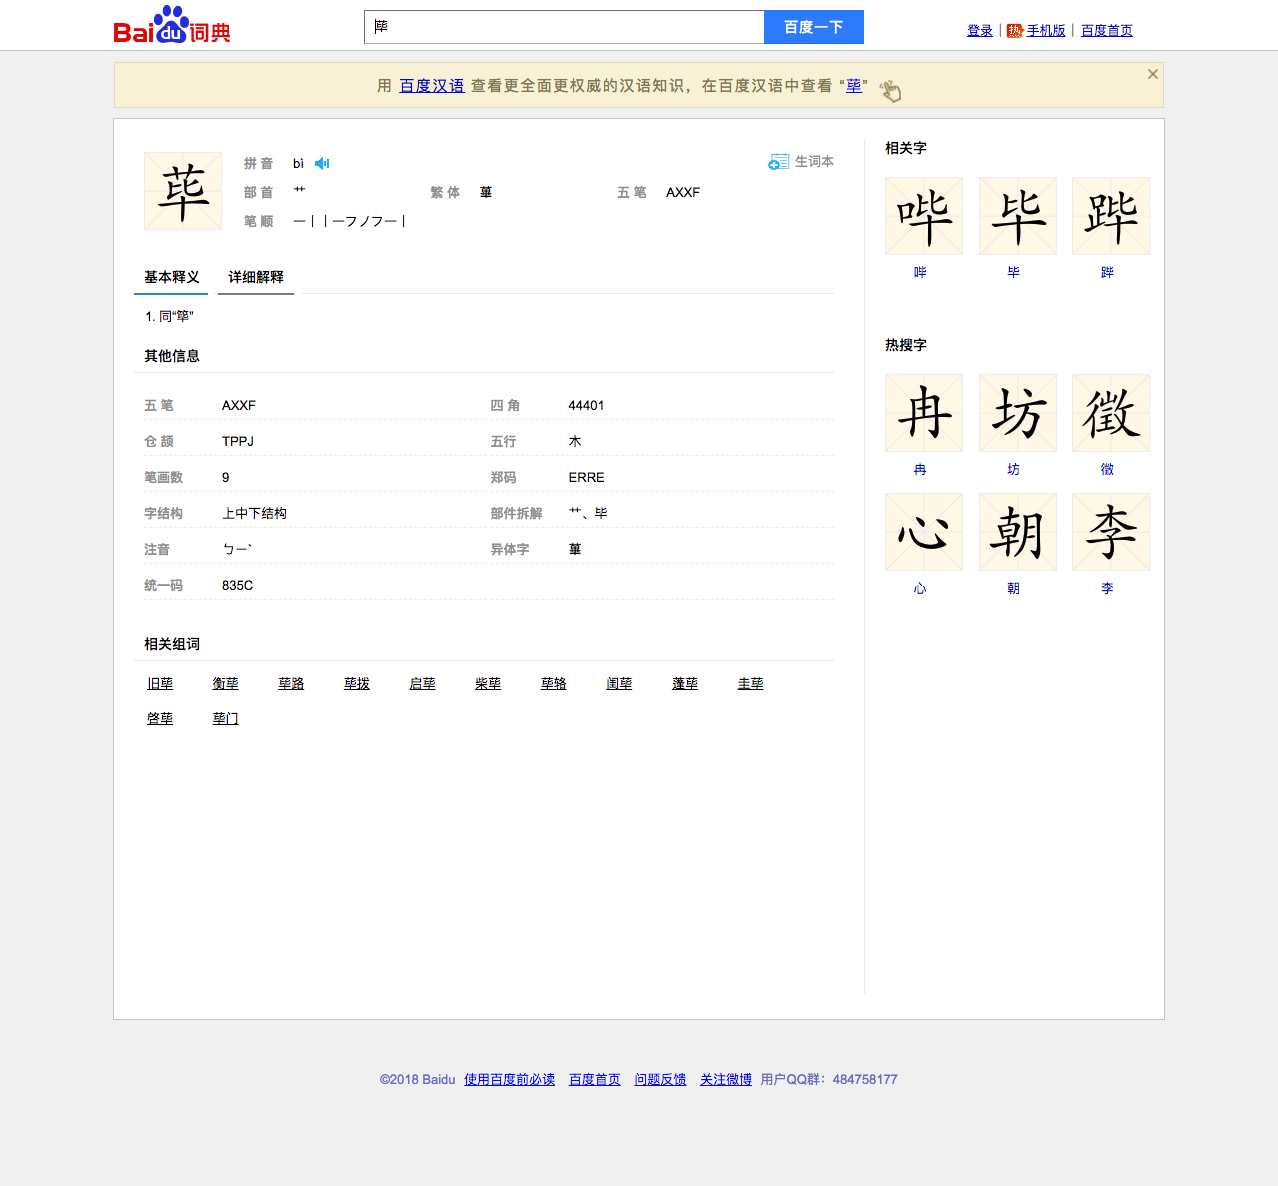 Bai du 词典
荜
百度一下
登录 | 热 手机版 | 百度首页
用 百度汉语 查看更全面更权威的汉语知识，在百度汉语中查看 “荜”
荜
拼 音 bì
生词本
部 首 艹 繁 体 蓽 五 笔 AXXF
笔 顺 一丨丨一フノフ一丨
基本释义 详细解释
1. 同“筚”
其他信息
五 笔 AXXF 四 角 44401
仓 颉 TPPJ 五行 木
笔画数 9 郑码 ERRE
字结构 上中下结构 部件拆解 艹、毕
注音 ㄅㄧˋ 异体字 蓽
统一码 835C
相关组词
旧荜 衡荜 荜路 荜拨 启荜 柴荜 荜辂 闺荜 蓬荜 圭荜
啓荜 荜门
相关字
哔 毕 跸
哔 毕 跸
热搜字
冉 坊 徵
冉 坊 徵
心 朝 李
心 朝 李
©2018 Baidu 使用百度前必读 百度首页 问题反馈 关注微博 用户QQ群：484758177